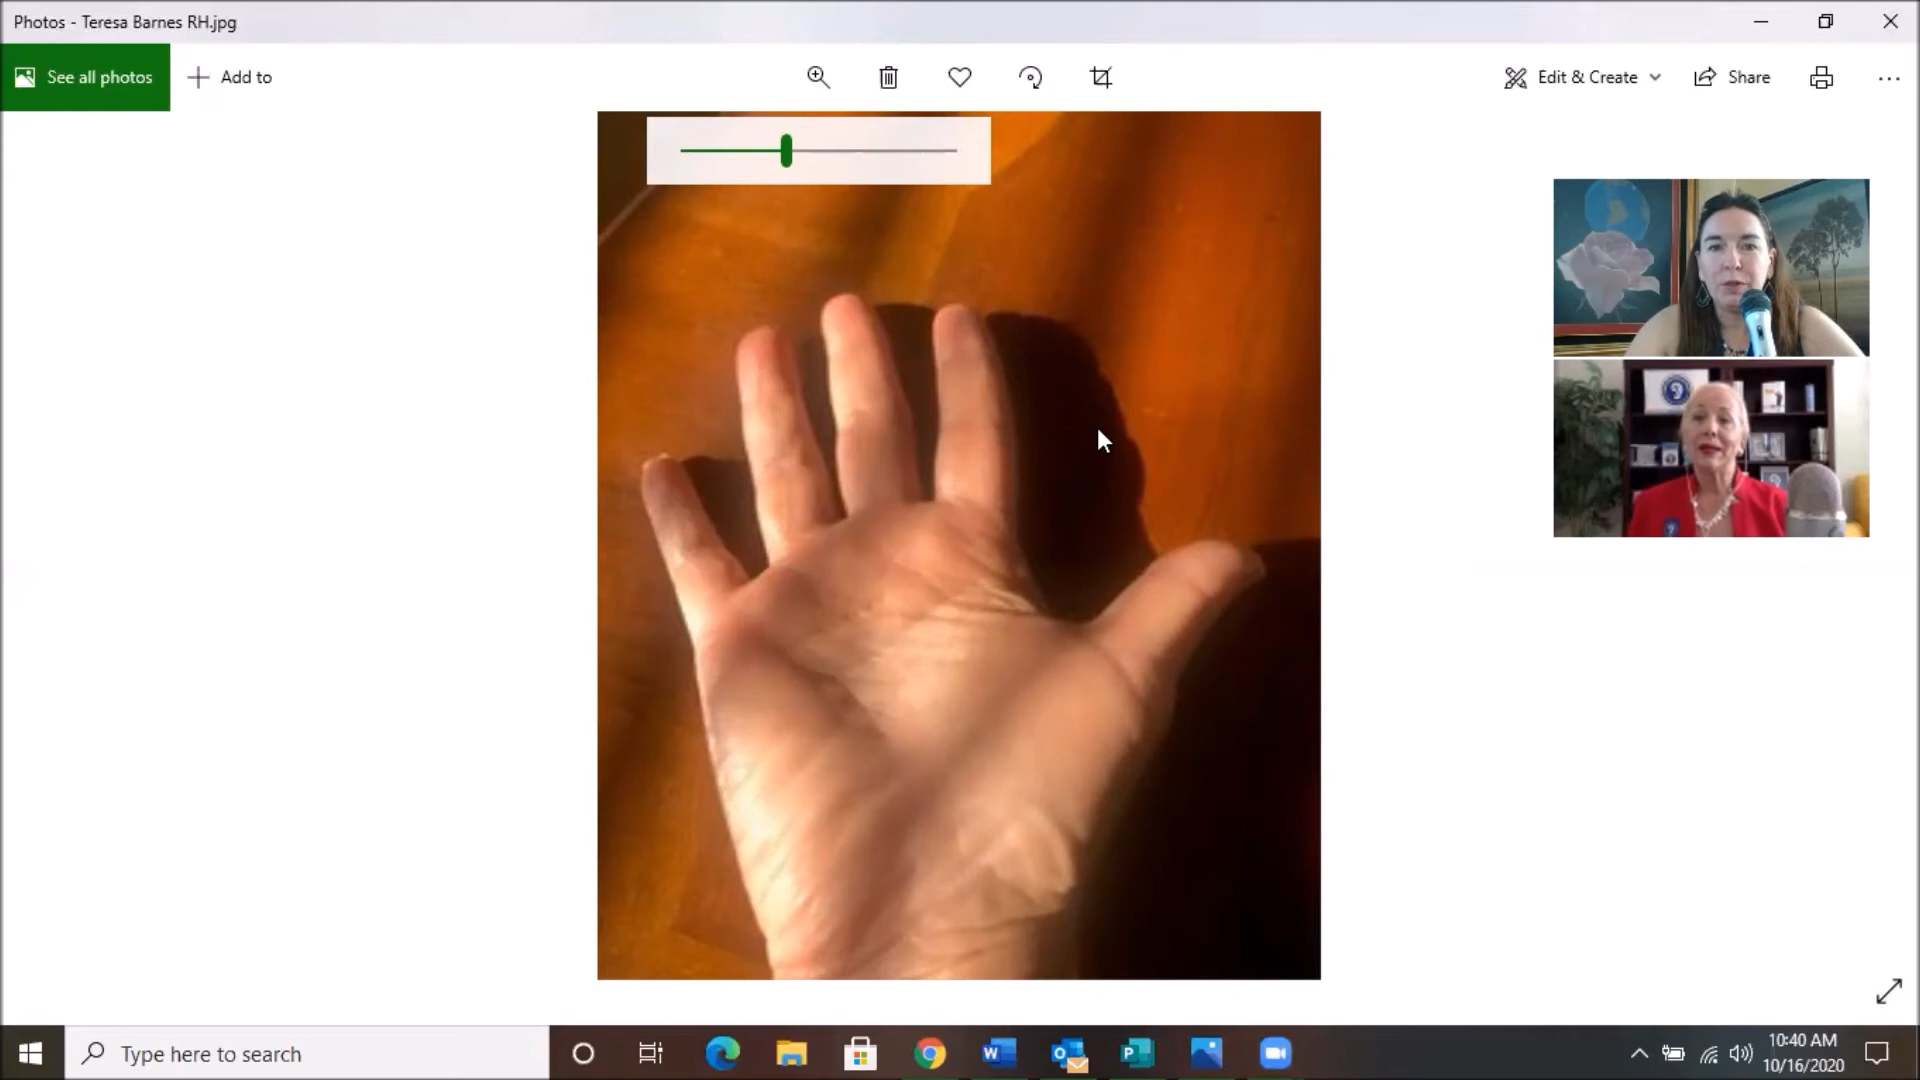 Photos - Teresa Barnes RH.jpg
See all photos
Add to
Edit & Create
Share
Type here to search
10:40 AM
10/16/2020